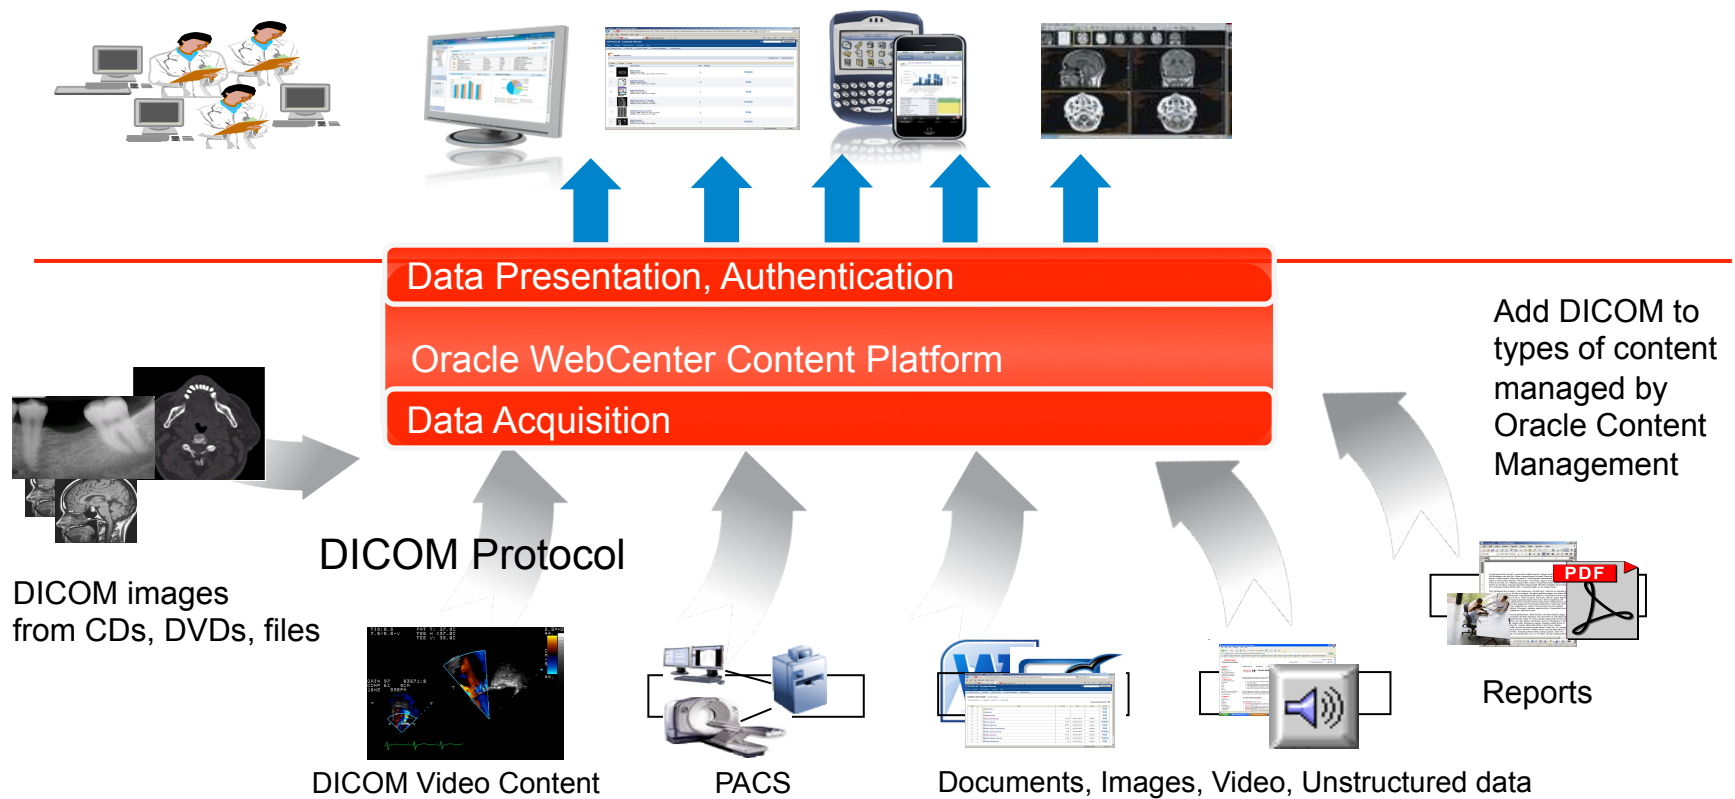 Data Presentation, Authentication
Oracle WebCenter Content Platform
Data Acquisition
Add DICOM to
types of content
managed by
Oracle Content
Management
DICOM Protocol
DICOM images
from CDs, DVDs, files
PDF
Reports
DICOM Video Content
PACS
Documents, Images, Video, Unstructured data